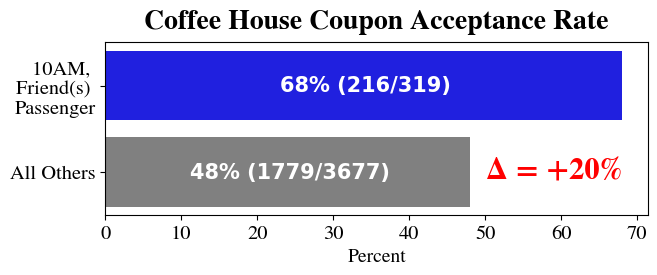 Coffee House Coupon Acceptance Rate
10AM,
Friend(s)
Passenger
68% (216/319)
All Others
48% (1779/3677)
Δ = +20%
0 10 20 30 40 50 60 70
Percent